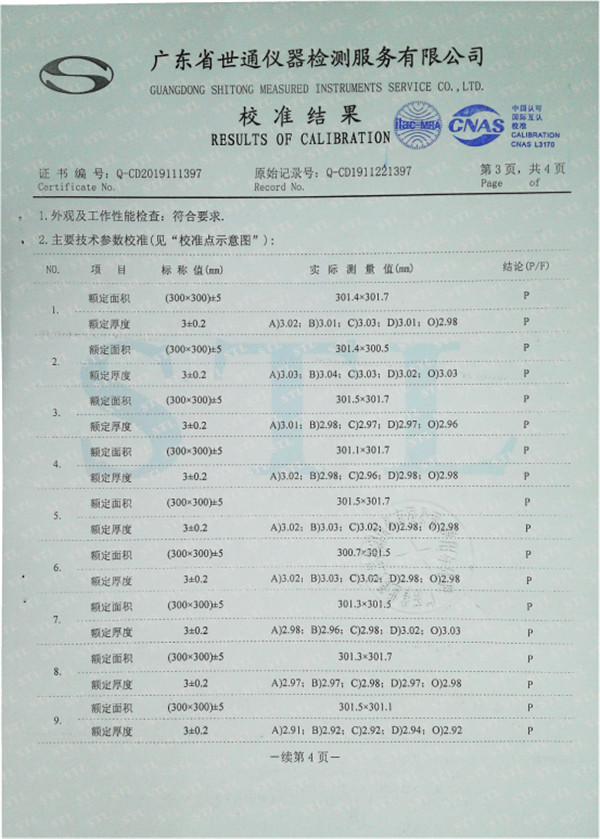 广东省世通仪器检测服务有限公司
GUANGDONG SHITONG MEASURED INSTRUMENTS SERVICE CO.,LTD.
校准结果
RESULTS OF CALIBRATION
ilac-MRA
CNAS
中国认可
国际互认
校准
CALIBRATION
CNAS L3170
证书编号: Q-CD2019111397 原始记录号: Q-CD1911221397 第 3 页, 共 4 页
Certificate No. Record No. Page of
1. 外观及工作性能检查: 符合要求.
2. 主要技术参数校准(见“校准点示意图”):
NO. 项 目 标称值(mm) 实际测量值(mm) 结论(P/F)
1. 额定面积 (300×300)±5 301.4×301.7 P
额定厚度 3±0.2 A)3.02; B)3.01; C)3.03; D)3.01; O)2.98 P
2. 额定面积 (300×300)±5 301.4×300.5 P
额定厚度 3±0.2 A)3.03; B)3.04; C)3.03; D)3.02; O)3.03 P
3. 额定面积 (300×300)±5 301.5×301.7 P
额定厚度 3±0.2 A)3.01; B)2.98; C)2.97; D)2.97; O)2.96 P
4. 额定面积 (300×300)±5 301.1×301.7 P
额定厚度 3±0.2 A)3.02; B)2.98; C)2.96; D)2.98; O)2.98 P
5. 额定面积 (300×300)±5 301.5×301.7 P
额定厚度 3±0.2 A)3.02; B)3.03; C)3.02; D)2.98; O)2.98 P
6. 额定面积 (300×300)±5 300.7×301.5 P
额定厚度 3±0.2 A)3.02; B)3.03; C)3.02; D)2.98; O)2.98 P
7. 额定面积 (300×300)±5 301.3×301.5 P
额定厚度 3±0.2 A)2.98; B)2.96; C)2.98; D)3.02; O)3.03 P
8. 额定面积 (300×300)±5 301.3×301.7 P
额定厚度 3±0.2 A)2.97; B)2.97; C)2.98; D)2.97; O)2.98 P
9. 额定面积 (300×300)±5 301.5×301.1 P
额定厚度 3±0.2 A)2.91; B)2.92; C)2.92; D)2.94; O)2.92 P
—续第 4 页—
STL